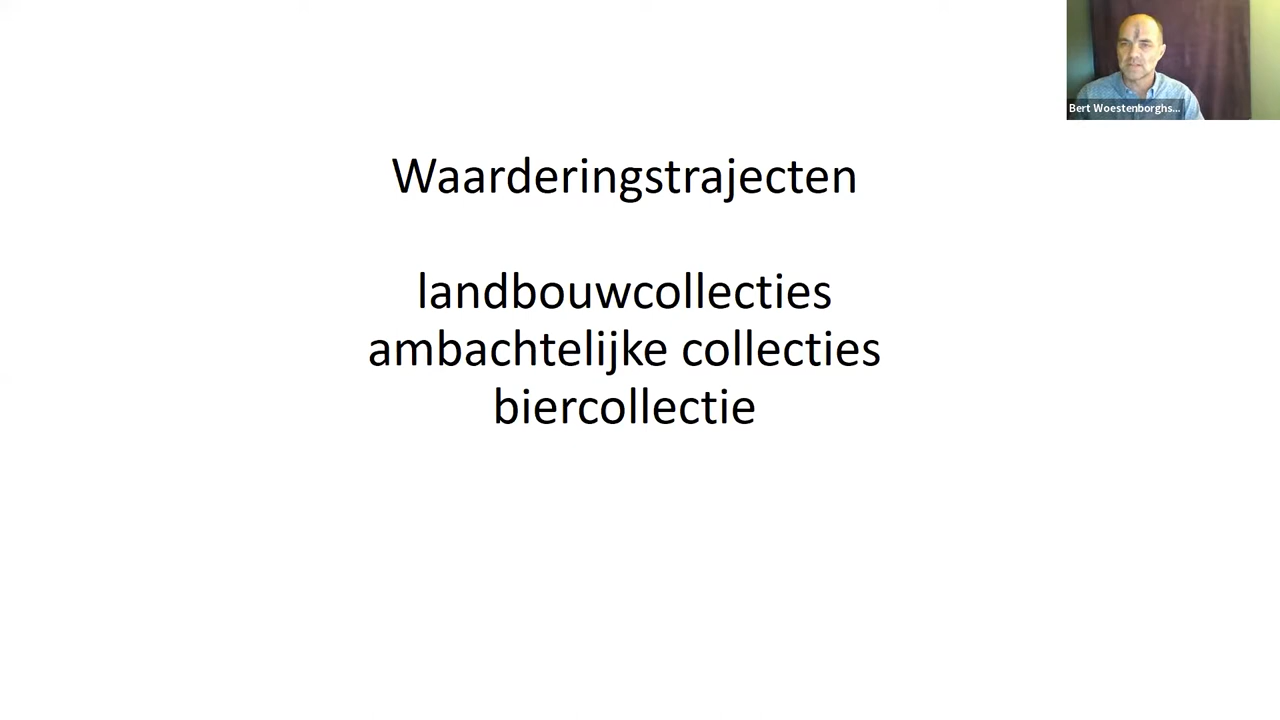 Bert Woestenborghs...
Waarderingstrajecten
landbouwcollecties
ambachtelijke collecties
biercollectie